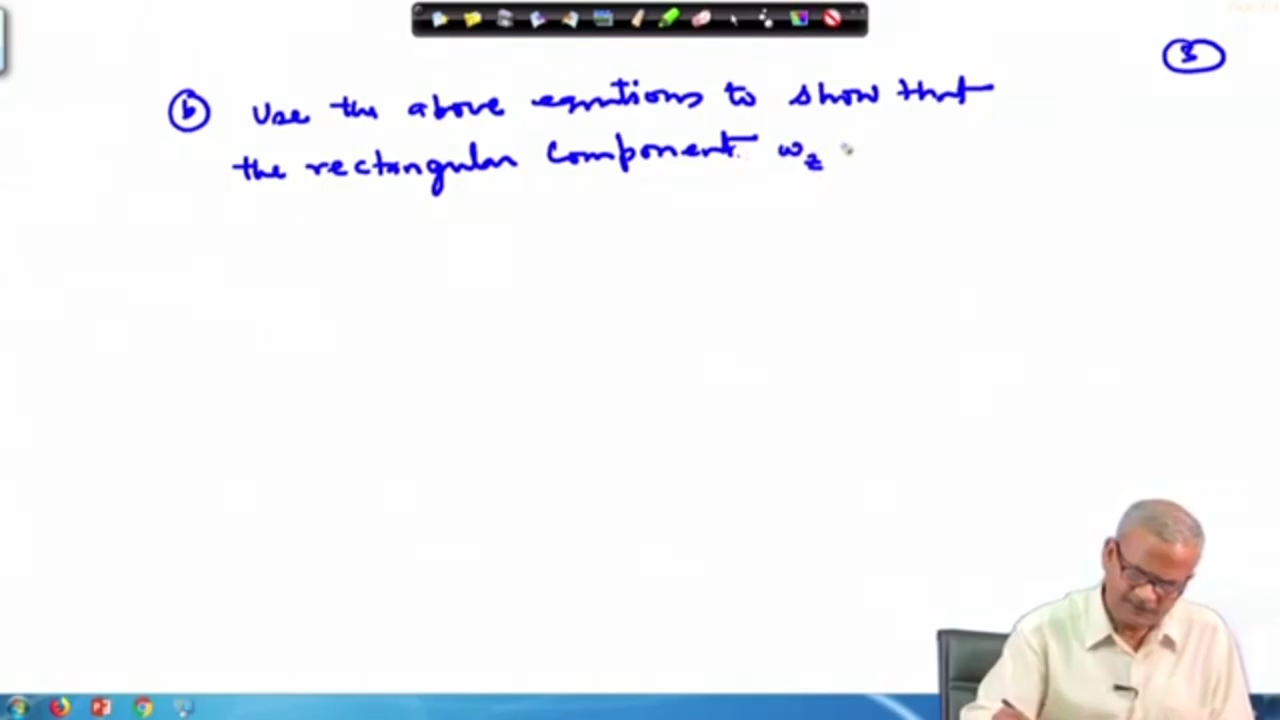 3
b Use the above equations to show that
the rectangular component ωz